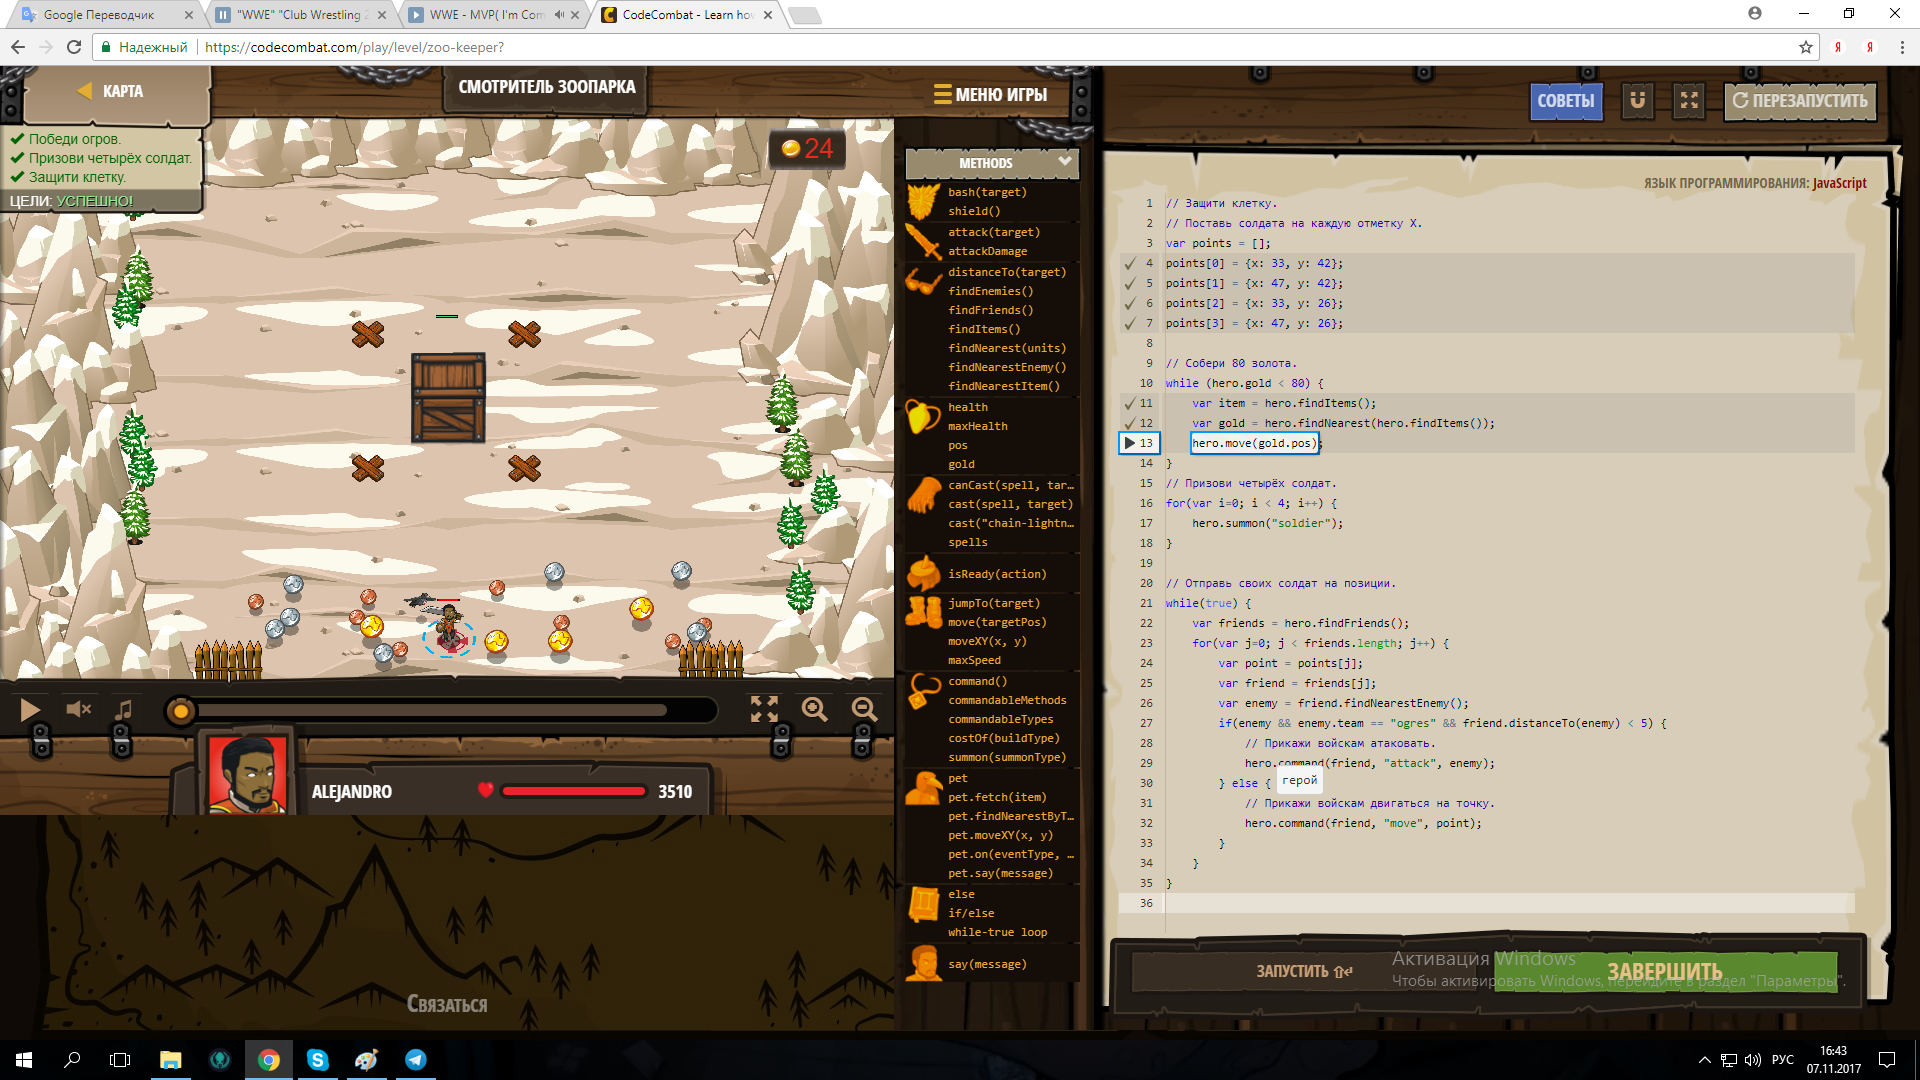 Google Переводчик
"WWE" "Club Wrestling 2
WWE - MVP( I'm Com
CodeCombat - Learn how
Надежный
https://codecombat.com/play/level/zoo-keeper?
КАРТА
СМОТРИТЕЛЬ ЗООПАРКА
МЕНЮ ИГРЫ
СОВЕТЫ
ПЕРЕЗАПУСТИТЬ
Победи огров.
Призови четырёх солдат.
Защити клетку.
ЦЕЛИ: УСПЕШНО!
24
METHODS
bash(target)
shield()
attack(target)
attackDamage
distanceTo(target)
findEnemies()
findFriends()
findItems()
findNearest(units)
findNearestEnemy()
findNearestItem()
health
maxHealth
pos
gold
canCast(spell, tar…
cast(spell, target)
cast("chain-lightn…
spells
isReady(action)
jumpTo(target)
move(targetPos)
moveXY(x, y)
maxSpeed
command()
commandableMethods
commandableTypes
costOf(buildType)
summon(summonType)
pet
pet.fetch(item)
pet.findNearestByT…
pet.moveXY(x, y)
pet.on(eventType, …
pet.say(message)
else
if/else
while-true loop
say(message)
ЯЗЫК ПРОГРАММИРОВАНИЯ: JavaScript
1 // Защити клетку.
2 // Поставь солдата на каждую отметку X.
3 var points = [];
4 points[0] = {x: 33, y: 42};
5 points[1] = {x: 47, y: 42};
6 points[2] = {x: 33, y: 26};
7 points[3] = {x: 47, y: 26};
8
9 // Собери 80 золота.
10 while (hero.gold < 80) {
11 var item = hero.findItems();
12 var gold = hero.findNearest(hero.findItems());
13 hero.move(gold.pos);
14 }
15 // Призови четырёх солдат.
16 for(var i=0; i < 4; i++) {
17 hero.summon("soldier");
18 }
19
20 // Отправь своих солдат на позиции.
21 while(true) {
22 var friends = hero.findFriends();
23 for(var j=0; j < friends.length; j++) {
24 var point = points[j];
25 var friend = friends[j];
26 var enemy = friend.findNearestEnemy();
27 if(enemy && enemy.team == "ogres" && friend.distanceTo(enemy) < 5) {
28 // Прикажи войскам атаковать.
29 hero.command(friend, "attack", enemy);
30 } else {
герой
31 // Прикажи войскам двигаться на точку.
32 hero.command(friend, "move", point);
33 }
34 }
35 }
36
ЗАПУСТИТЬ
ЗАВЕРШИТЬ
Активация Windows
Чтобы активировать Windows, перейдите в раздел "Параметры".
ALEJANDRO
3510
Связаться
РУС
16:43
07.11.2017